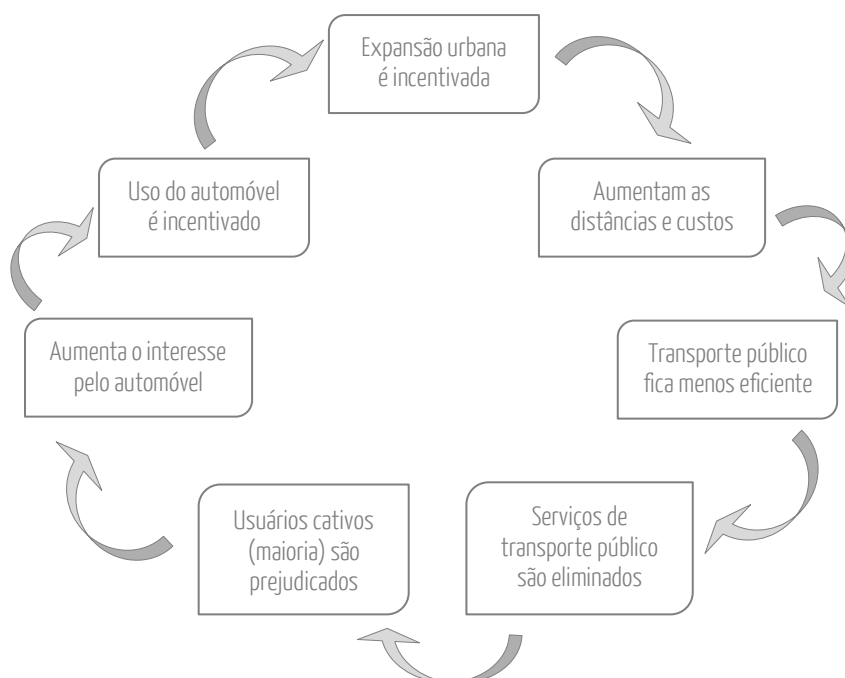 Expansão urbana
é incentivada
Aumentam as
distâncias e custos
Transporte público
fica menos eficiente
Serviços de
transporte público
são eliminados
Usuários cativos
(maioria) são
prejudicados
Aumenta o interesse
pelo automóvel
Uso do automóvel
é incentivado